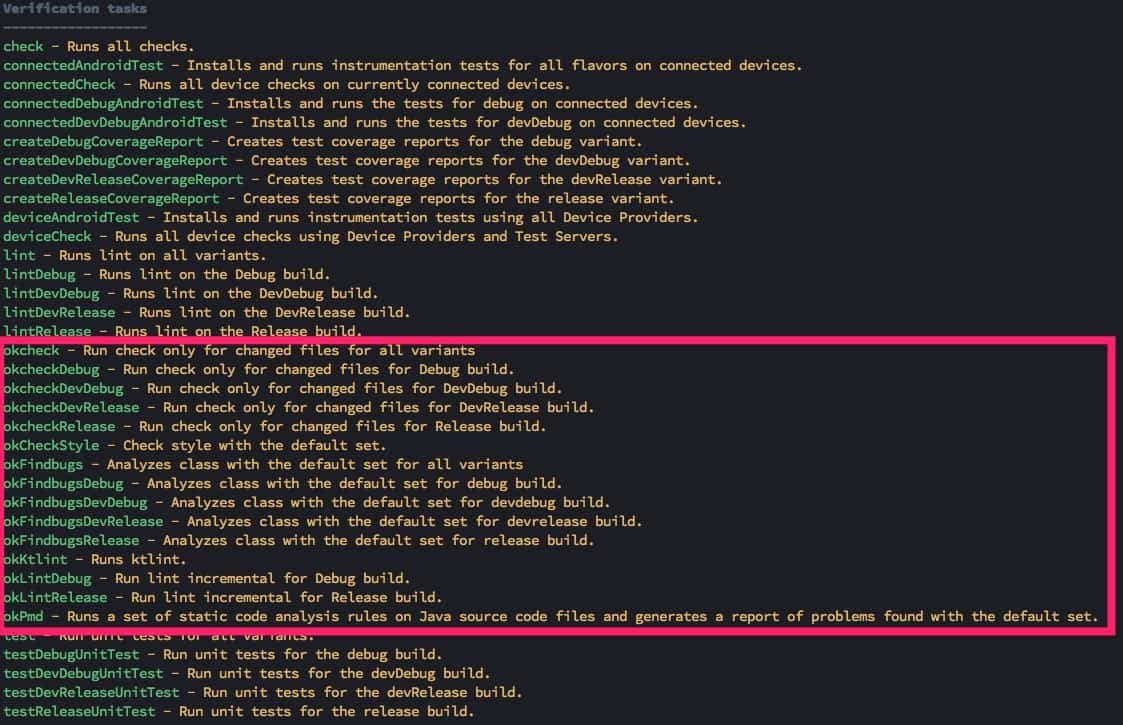 Verification tasks
------------------
check - Runs all checks.
connectedAndroidTest - Installs and runs instrumentation tests for all flavors on connected devices.
connectedCheck - Runs all device checks on currently connected devices.
connectedDebugAndroidTest - Installs and runs the tests for debug on connected devices.
connectedDevDebugAndroidTest - Installs and runs the tests for devDebug on connected devices.
createDebugCoverageReport - Creates test coverage reports for the debug variant.
createDevDebugCoverageReport - Creates test coverage reports for the devDebug variant.
createDevReleaseCoverageReport - Creates test coverage reports for the devRelease variant.
createReleaseCoverageReport - Creates test coverage reports for the release variant.
deviceAndroidTest - Installs and runs instrumentation tests using all Device Providers.
deviceCheck - Runs all device checks using Device Providers and Test Servers.
lint - Runs lint on all variants.
lintDebug - Runs lint on the Debug build.
lintDevDebug - Runs lint on the DevDebug build.
lintDevRelease - Runs lint on the DevRelease build.
lintRelease - Runs lint on the Release build.
okcheck - Run check only for changed files for all variants
okcheckDebug - Run check only for changed files for Debug build.
okcheckDevDebug - Run check only for changed files for DevDebug build.
okcheckDevRelease - Run check only for changed files for DevRelease build.
okcheckRelease - Run check only for changed files for Release build.
okCheckStyle - Check style with the default set.
okFindbugs - Analyzes class with the default set for all variants
okFindbugsDebug - Analyzes class with the default set for debug build.
okFindbugsDevDebug - Analyzes class with the default set for devdebug build.
okFindbugsDevRelease - Analyzes class with the default set for devrelease build.
okFindbugsRelease - Analyzes class with the default set for release build.
okKtlint - Runs ktlint.
okLintDebug - Run lint incremental for Debug build.
okLintRelease - Run lint incremental for Release build.
okPmd - Runs a set of static code analysis rules on Java source code files and generates a report of problems found with the default set.
test - Run unit tests for all variants.
testDebugUnitTest - Run unit tests for the debug build.
testDevDebugUnitTest - Run unit tests for the devDebug build.
testDevReleaseUnitTest - Run unit tests for the devRelease build.
testReleaseUnitTest - Run unit tests for the release build.